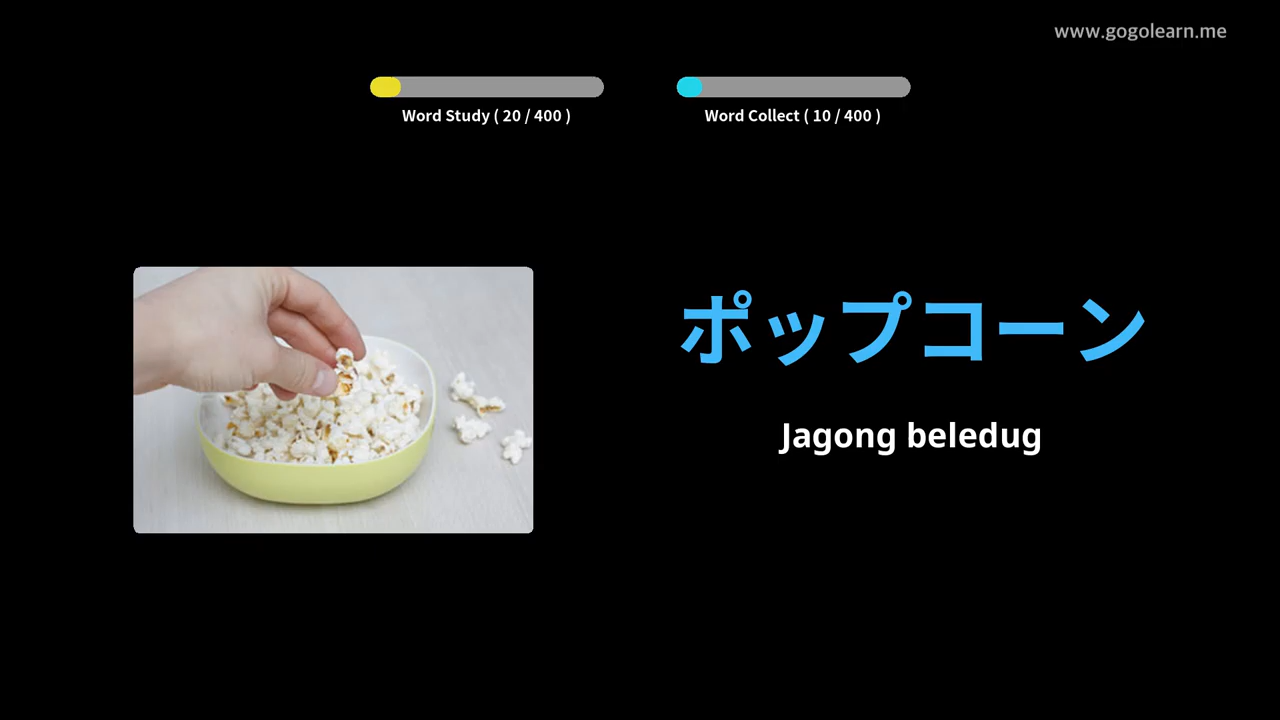 www.gogolearn.me
Word Study ( 20 / 400 )
Word Collect ( 10 / 400 )
ポップコーン
Jagong beledug